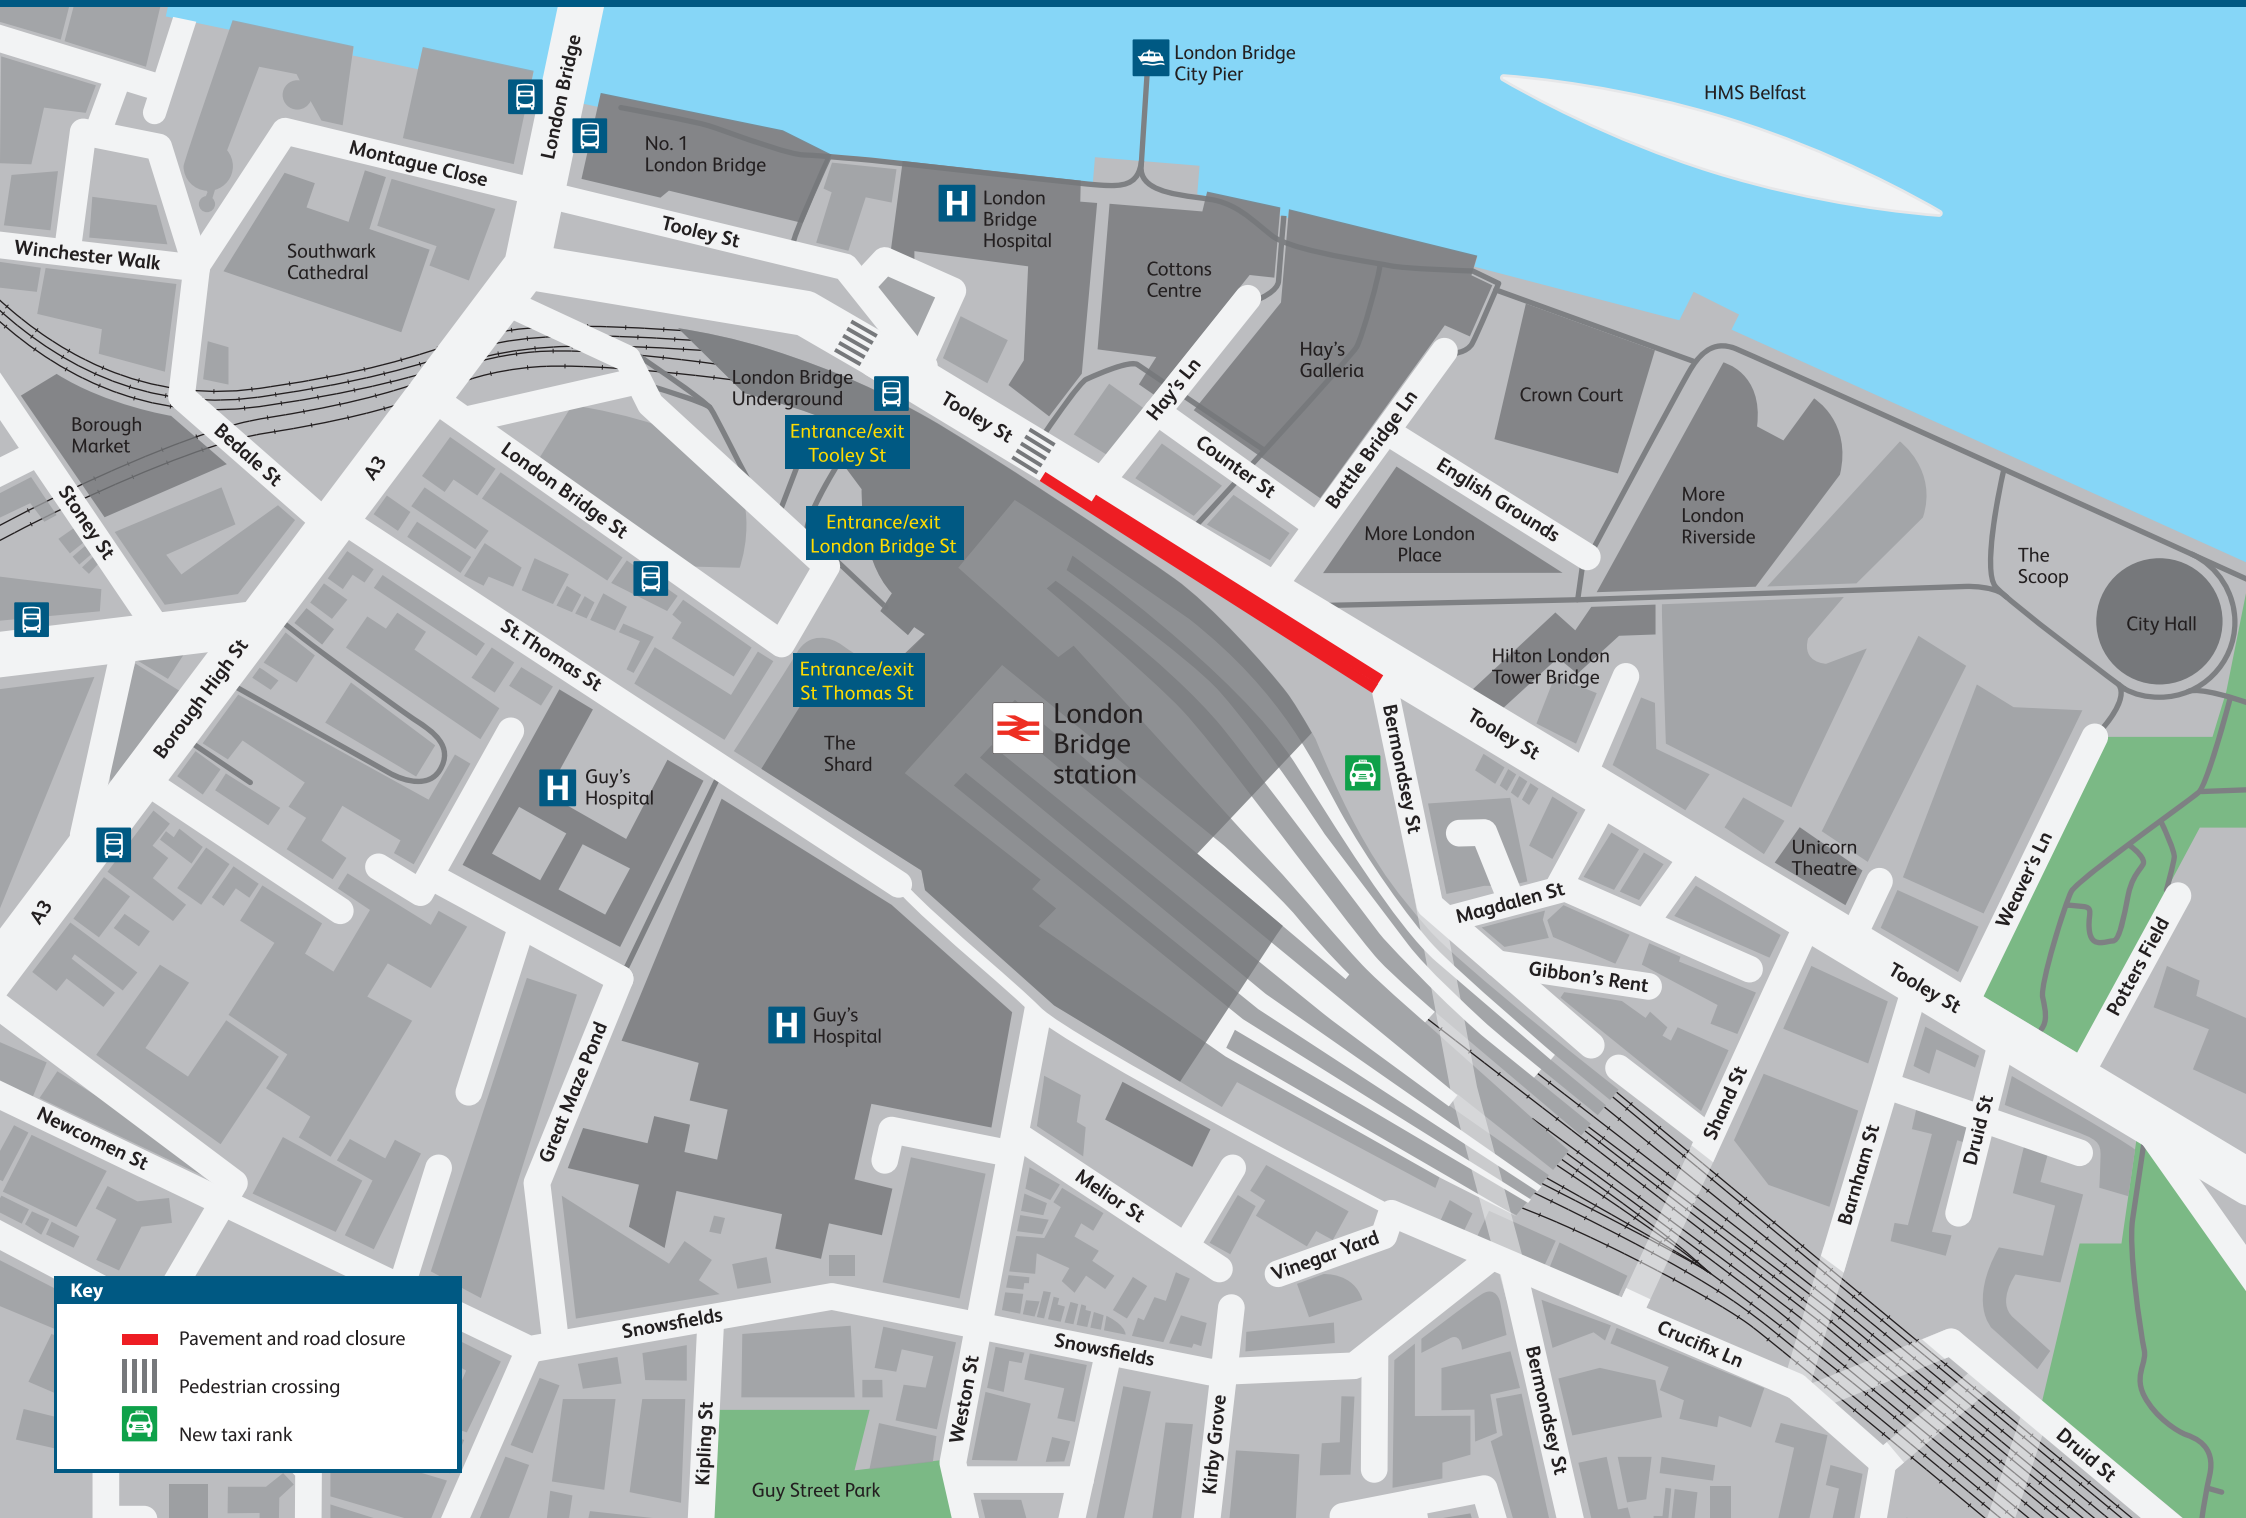 London Bridge
London Bridge
City Pier
HMS Belfast
No. 1
London Bridge
Montague Close
Tooley St
H
London
Bridge
Hospital
Southwark
Cathedral
Winchester Walk
Cottons
Centre
Hay's
Galleria
Hay's Ln
Crown Court
London Bridge
Underground
Entrance/exit
Tooley St
Tooley St
Counter St
Battle Bridge Ln
English Grounds
Borough
Market
Bedale St
A3
Stoney St
London Bridge St
Entrance/exit
London Bridge St
More London
Place
More
London
Riverside
The
Scoop
City Hall
St.Thomas St
Entrance/exit
St Thomas St
Hilton London
Tower Bridge
Borough High St
The
Shard
London
Bridge
station
Bermondsey St
Tooley St
H
Guy's
Hospital
Unicorn
Theatre
Weaver's Ln
Magdalen St
A3
Gibbon's Rent
Tooley St
Potters Field
H
Guy's
Hospital
Great Maze Pond
Newcomen St
Shand St
Barnham St
Druid St
Melior St
Vinegar Yard
Snowsfields
Snowsfields
Crucifix Ln
Kipling St
Weston St
Kirby Grove
Bermondsey St
Druid St
Guy Street Park
Key
Pavement and road closure
Pedestrian crossing
New taxi rank